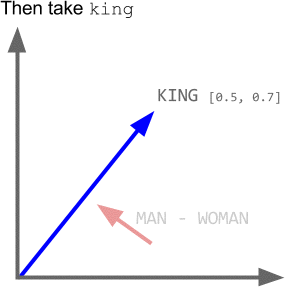 Then take king
KING [0.5, 0.7]
MAN - WOMAN